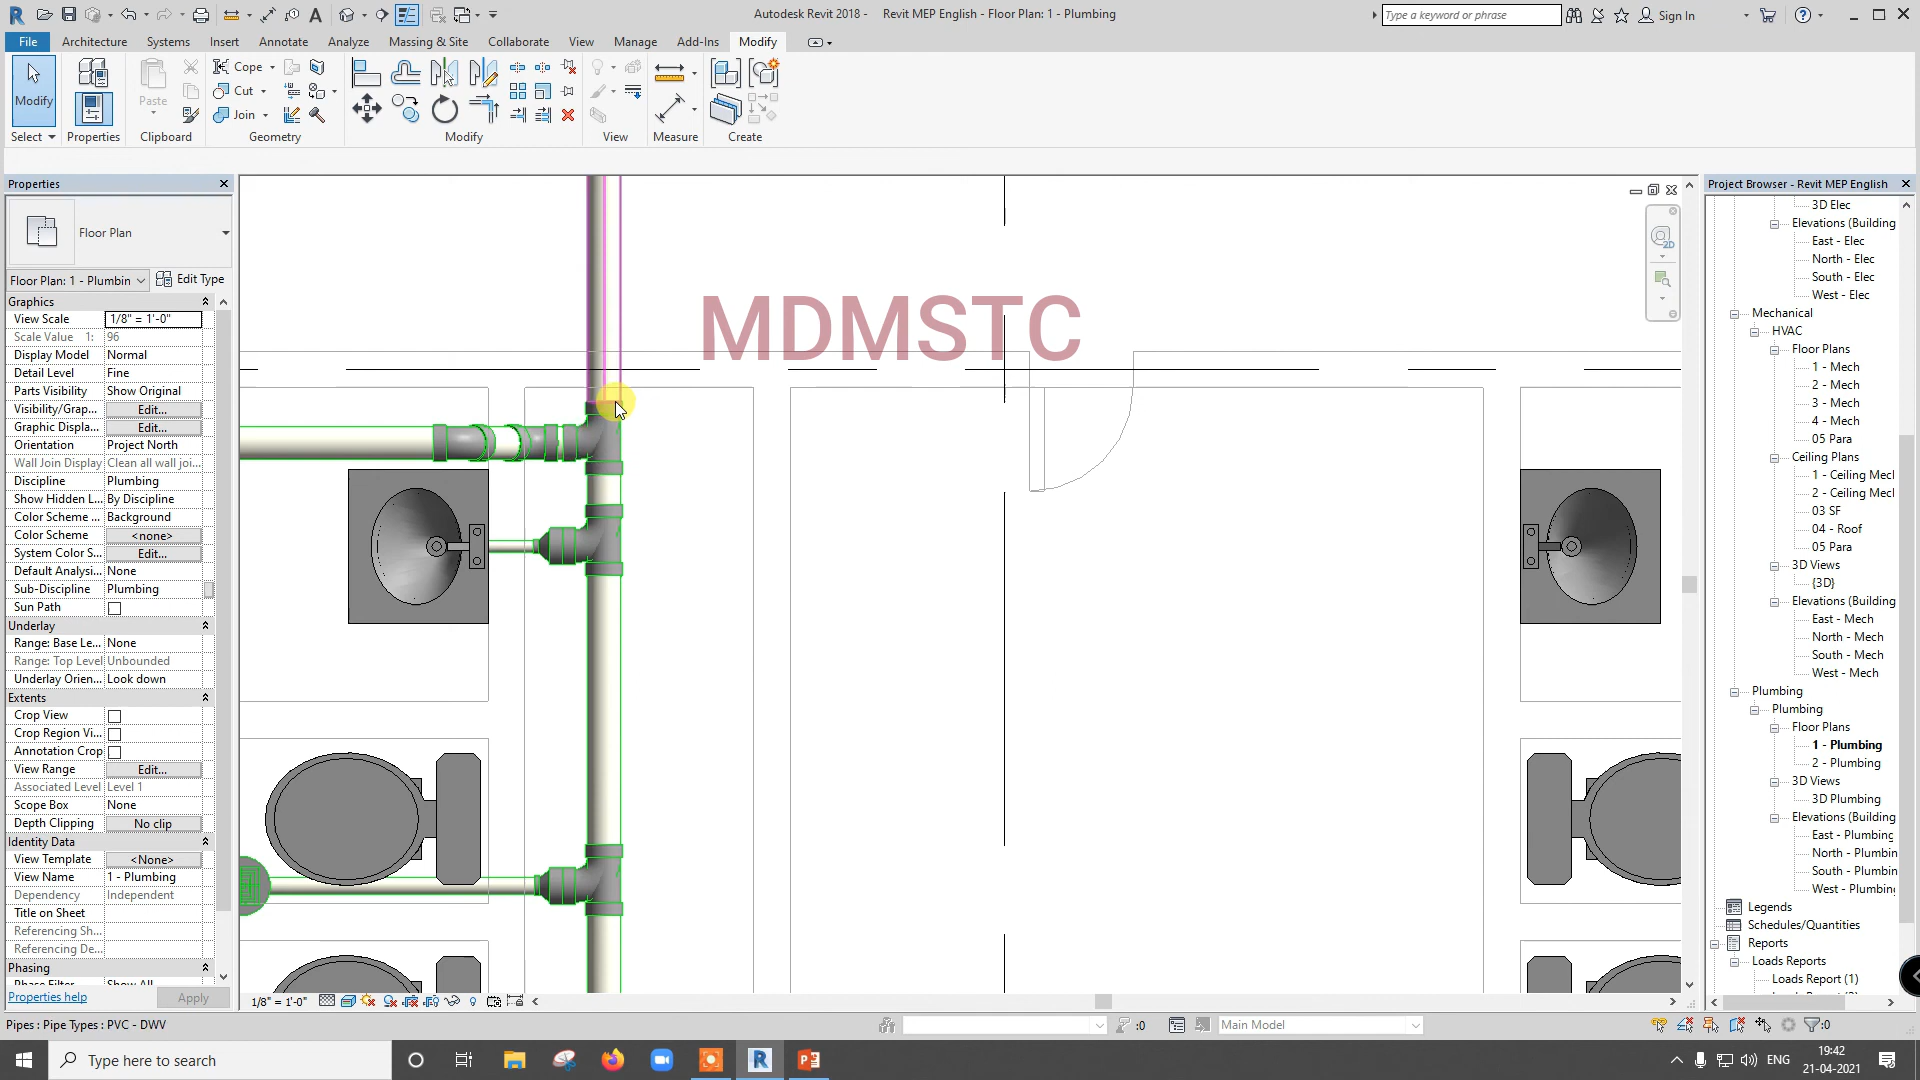 Autodesk Revit 2018 -    Revit MEP English - Floor Plan: 1 - Plumbing
Type a keyword or phrase
Sign In
File Architecture Systems Insert Annotate Analyze Massing & Site Collaborate View Manage Add-Ins Modify
Modify
Paste
Cope
Cut
Join
Select Properties Clipboard Geometry Modify View Measure Create
Properties
Floor Plan
Floor Plan: 1 - Plumbin Edit Type
Graphics
View Scale 1/8" = 1'-0"
Scale Value 1: 96
Display Model Normal
Detail Level Fine
Parts Visibility Show Original
Visibility/Grap... Edit...
Graphic Displa... Edit...
Orientation Project North
Wall Join Display Clean all wall joi...
Discipline Plumbing
Show Hidden L... By Discipline
Color Scheme ... Background
Color Scheme <none>
System Color S... Edit...
Default Analysi... None
Sub-Discipline Plumbing
Sun Path
Underlay
Range: Base Le... None
Range: Top Level Unbounded
Underlay Orien... Look down
Extents
Crop View
Crop Region Vi...
Annotation Crop
View Range Edit...
Associated Level Level 1
Scope Box None
Depth Clipping No clip
Identity Data
View Template <None>
View Name 1 - Plumbing
Dependency Independent
Title on Sheet
Referencing Sh...
Referencing De...
Phasing
Properties help Apply
MDMSTC
2D
Project Browser - Revit MEP English
3D Elec
Elevations (Building
East - Elec
North - Elec
South - Elec
West - Elec
Mechanical
HVAC
Floor Plans
1 - Mech
2 - Mech
3 - Mech
4 - Mech
05 Para
Ceiling Plans
1 - Ceiling Mecl
2 - Ceiling Mecl
03 SF
04 - Roof
05 Para
3D Views
{3D}
Elevations (Building
East - Mech
North - Mech
South - Mech
West - Mech
Plumbing
Plumbing
Floor Plans
1 - Plumbing
2 - Plumbing
3D Views
3D Plumbing
Elevations (Building
East - Plumbing
North - Plumbin
South - Plumbin
West - Plumbin
Legends
Schedules/Quantities
Reports
Loads Reports
Loads Report (1)
1/8" = 1'-0"
Pipes : Pipe Types : PVC - DWV
:0
Main Model
:0
Type here to search
ENG
19:42
21-04-2021